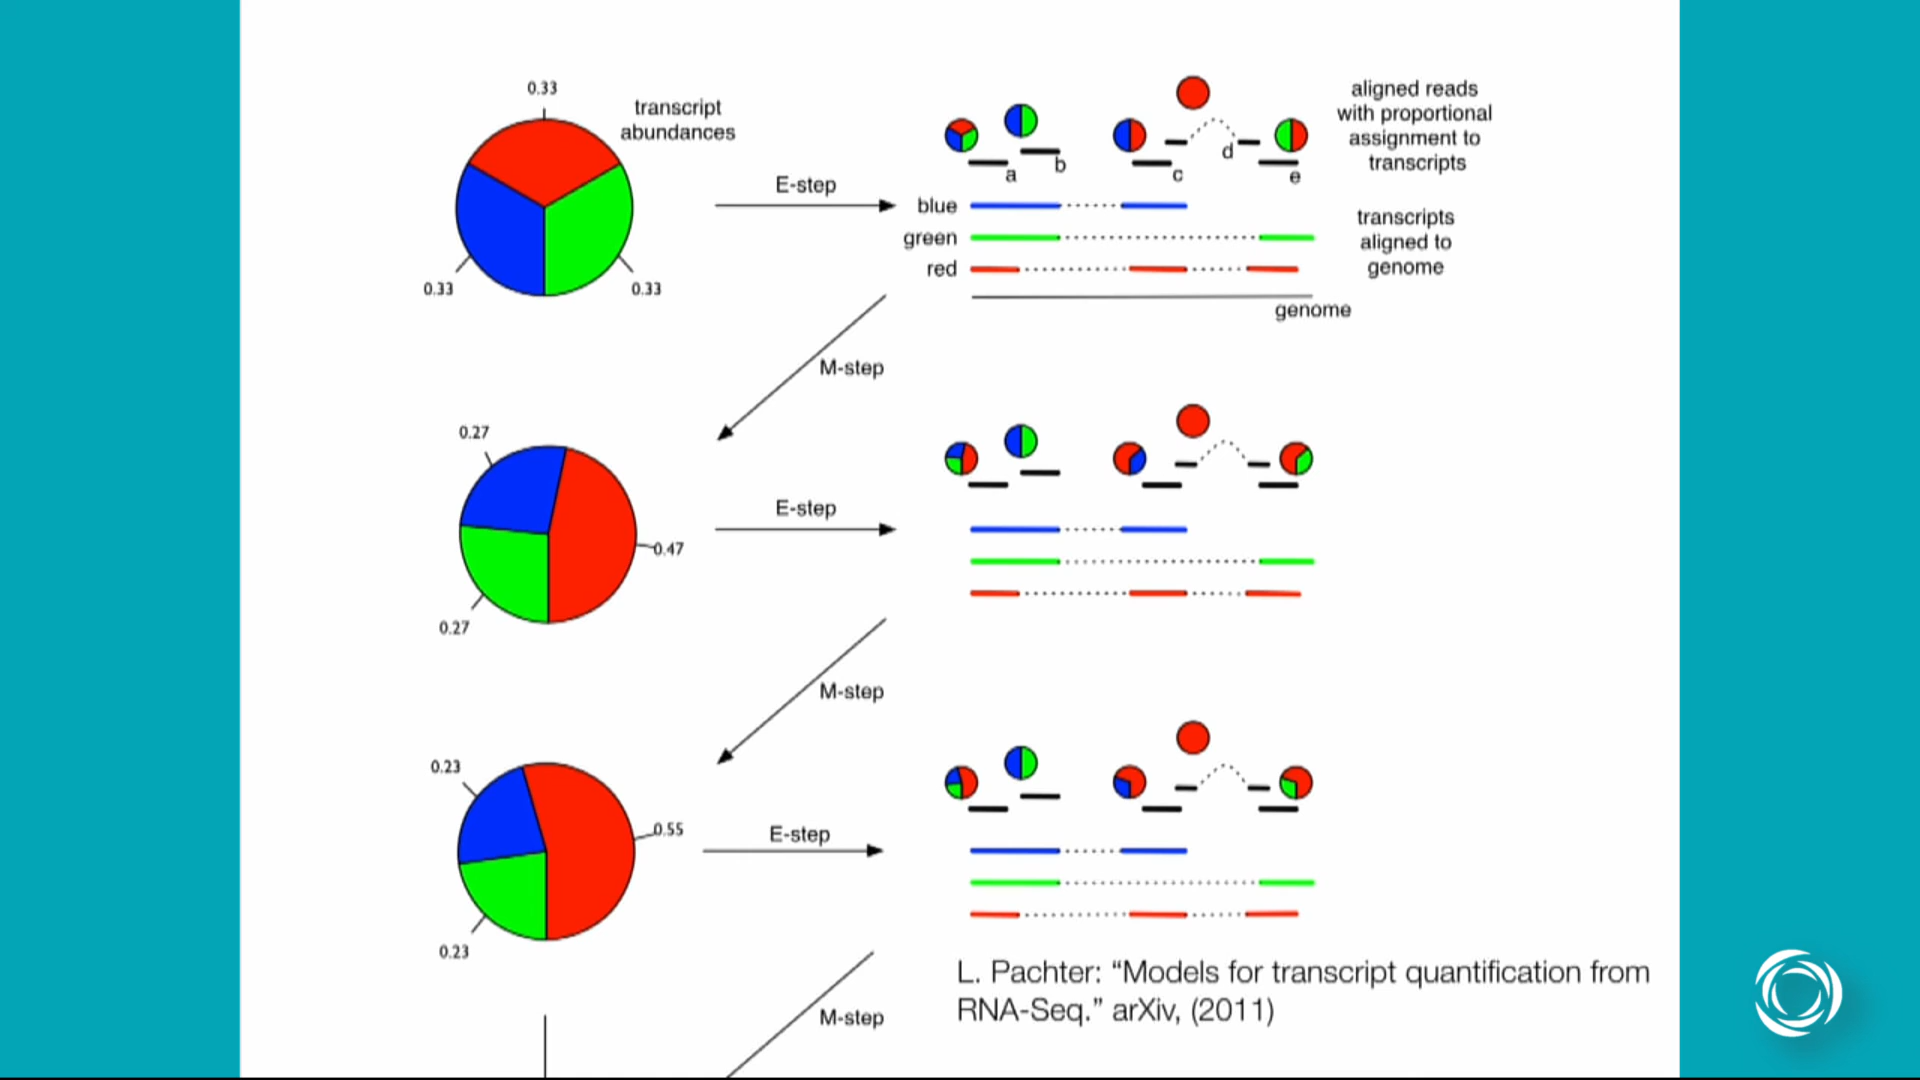 0.33
transcript
abundances
0.33
0.33
E-step
a
b
c
d
e
aligned reads
with proportional
assignment to
transcripts
blue
green
red
transcripts
aligned to
genome
genome
M-step
0.27
0.47
0.27
E-step
M-step
0.23
0.55
0.23
E-step
M-step
L. Pachter: “Models for transcript quantification from
RNA-Seq.” arXiv, (2011)